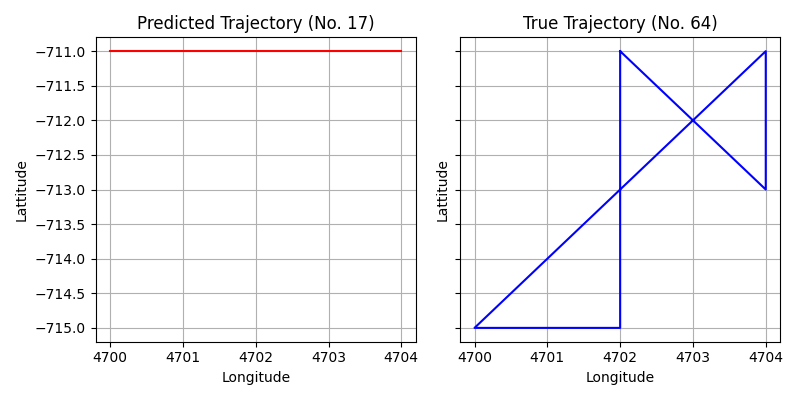 Predicted Trajectory (No. 17)
True Trajectory (No. 64)
−711.0
−711.5
−712.0
−712.5
−713.0
−713.5
−714.0
−714.5
−715.0
Lattitude
4700 4701 4702 4703 4704
Longitude
Lattitude
4700 4701 4702 4703 4704
Longitude